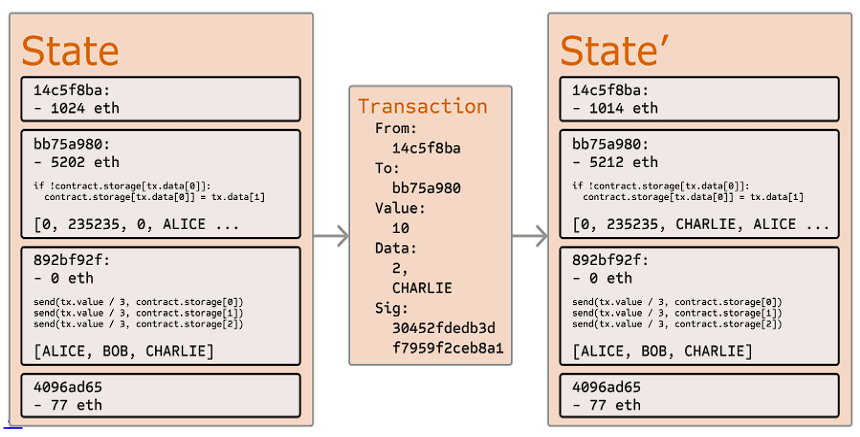 State
14c5f8ba:
- 1024 eth
bb75a980:
- 5202 eth
if !contract.storage[tx.data[0]]:
contract.storage[tx.data[0]] = tx.data[1]
[0, 235235, 0, ALICE ...
892bf92f:
- 0 eth
send(tx.value / 3, contract.storage[0])
send(tx.value / 3, contract.storage[1])
send(tx.value / 3, contract.storage[2])
[ALICE, BOB, CHARLIE]
4096ad65
- 77 eth
Transaction
From:
14c5f8ba
To:
bb75a980
Value:
10
Data:
2,
CHARLIE
Sig:
30452fdedb3d
f7959f2ceb8a1
State’
14c5f8ba:
- 1014 eth
bb75a980:
- 5212 eth
if !contract.storage[tx.data[0]]:
contract.storage[tx.data[0]] = tx.data[1]
[0, 235235, CHARLIE, ALICE ...
892bf92f:
- 0 eth
send(tx.value / 3, contract.storage[0])
send(tx.value / 3, contract.storage[1])
send(tx.value / 3, contract.storage[2])
[ALICE, BOB, CHARLIE]
4096ad65
- 77 eth